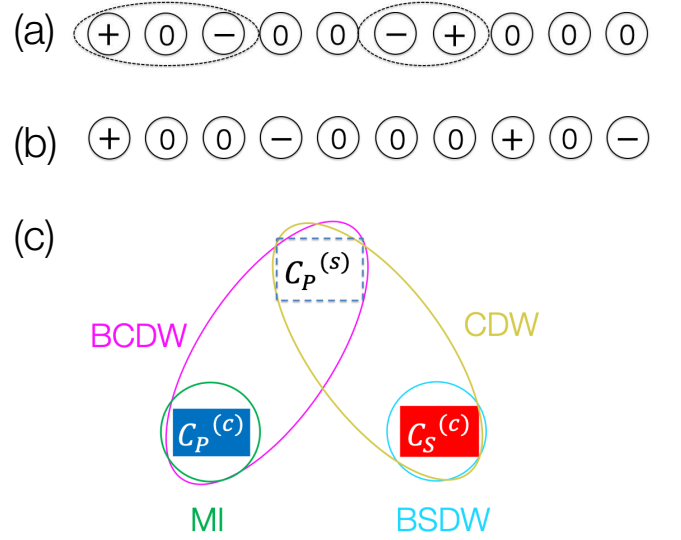 (a) + 0 − 0 0 − + 0 0 0
(b) + 0 0 − 0 0 0 + 0 −
(c)
C_P^(s)
BCDW CDW
C_P^(c) C_S^(c)
MI BSDW